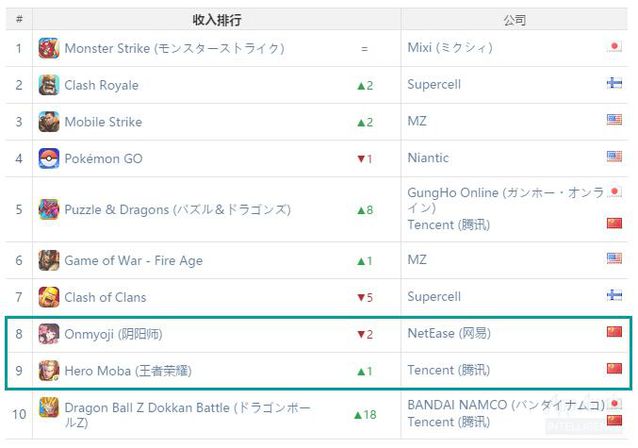 # 收入排行 公司
1 Monster Strike (モンスターストライク) = Mixi (ミクシィ)
2 Clash Royale ▲2 Supercell
3 Mobile Strike ▲2 MZ
4 Pokémon GO ▼1 Niantic
5 Puzzle & Dragons (パズル＆ドラゴンズ) ▲8 GungHo Online (ガンホー・オンラ
イン)
Tencent (腾讯)
6 Game of War - Fire Age ▲1 MZ
7 Clash of Clans ▼5 Supercell
8 Onmyoji (阴阳师) ▼2 NetEase (网易)
9 Hero Moba (王者荣耀) ▲1 Tencent (腾讯)
10 Dragon Ball Z Dokkan Battle (ドラゴンボー
ルZ) ▲18 BANDAI NAMCO (バンダイナムコ)
Tencent (腾讯)